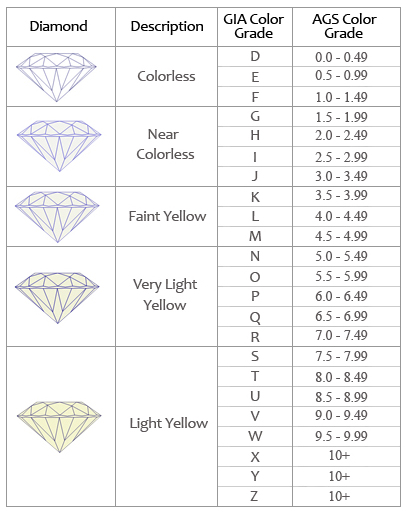 Diamond Description GIA Color Grade AGS Color Grade
Colorless
D 0.0 - 0.49
E 0.5 - 0.99
F 1.0 - 1.49
Near Colorless
G 1.5 - 1.99
H 2.0 - 2.49
I 2.5 - 2.99
J 3.0 - 3.49
Faint Yellow
K 3.5 - 3.99
L 4.0 - 4.49
M 4.5 - 4.99
Very Light Yellow
N 5.0 - 5.49
O 5.5 - 5.99
P 6.0 - 6.49
Q 6.5 - 6.99
R 7.0 - 7.49
Light Yellow
S 7.5 - 7.99
T 8.0 - 8.49
U 8.5 - 8.99
V 9.0 - 9.49
W 9.5 - 9.99
X 10+
Y 10+
Z 10+